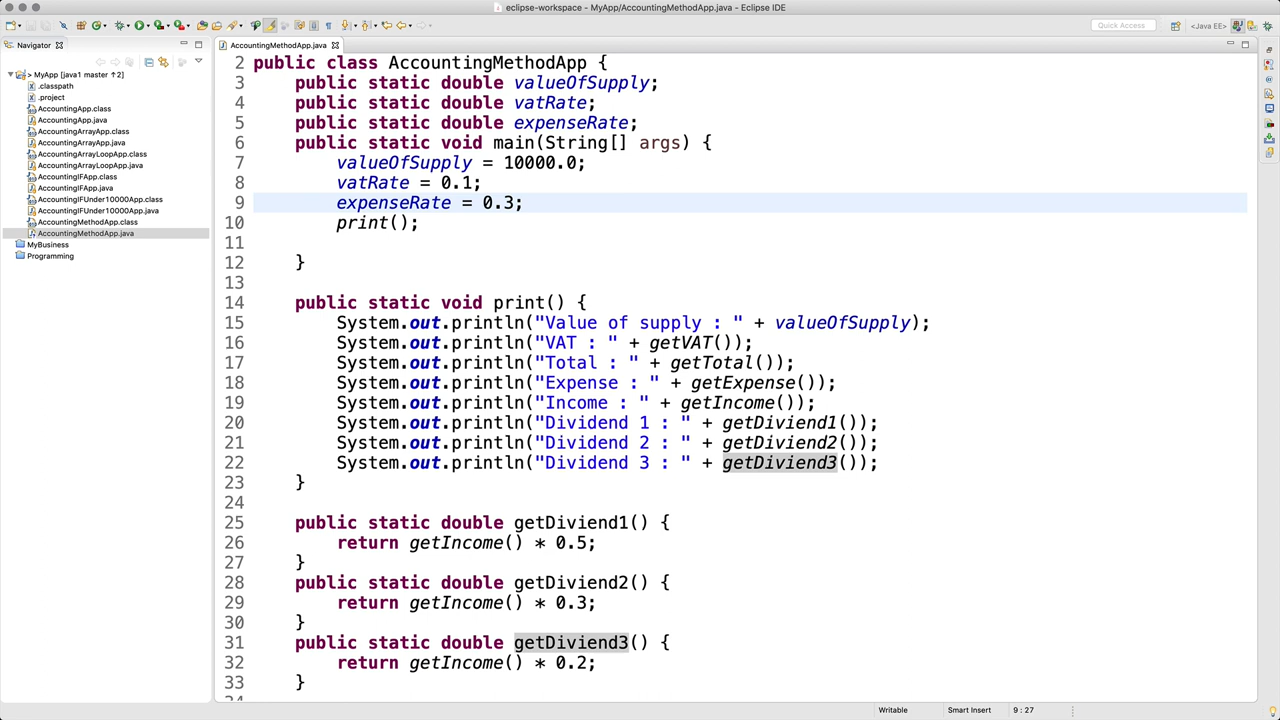 eclipse-workspace - MyApp/AccountingMethodApp.java - Eclipse IDE
Quick Access
<Java EE>
Navigator
AccountingMethodApp.java
> MyApp [java1 master ↑2]
.classpath
.project
AccountingApp.class
AccountingApp.java
AccountingArrayApp.class
AccountingArrayApp.java
AccountingArrayLoopApp.class
AccountingArrayLoopApp.java
AccountingIFApp.class
AccountingIFApp.java
AccountingIFUnder10000App.class
AccountingIFUnder10000App.java
AccountingMethodApp.class
AccountingMethodApp.java
MyBusiness
Programming
2 public class AccountingMethodApp {
3 public static double valueOfSupply;
4 public static double vatRate;
5 public static double expenseRate;
6 public static void main(String[] args) {
7 valueOfSupply = 10000.0;
8 vatRate = 0.1;
9 expenseRate = 0.3;
10 print();
11
12 }
13
14 public static void print() {
15 System.out.println("Value of supply : " + valueOfSupply);
16 System.out.println("VAT : " + getVAT());
17 System.out.println("Total : " + getTotal());
18 System.out.println("Expense : " + getExpense());
19 System.out.println("Income : " + getIncome());
20 System.out.println("Dividend 1 : " + getDiviend1());
21 System.out.println("Dividend 2 : " + getDiviend2());
22 System.out.println("Dividend 3 : " + getDiviend3());
23 }
24
25 public static double getDiviend1() {
26 return getIncome() * 0.5;
27 }
28 public static double getDiviend2() {
29 return getIncome() * 0.3;
30 }
31 public static double getDiviend3() {
32 return getIncome() * 0.2;
33 }
Writable
Smart Insert
9 : 27